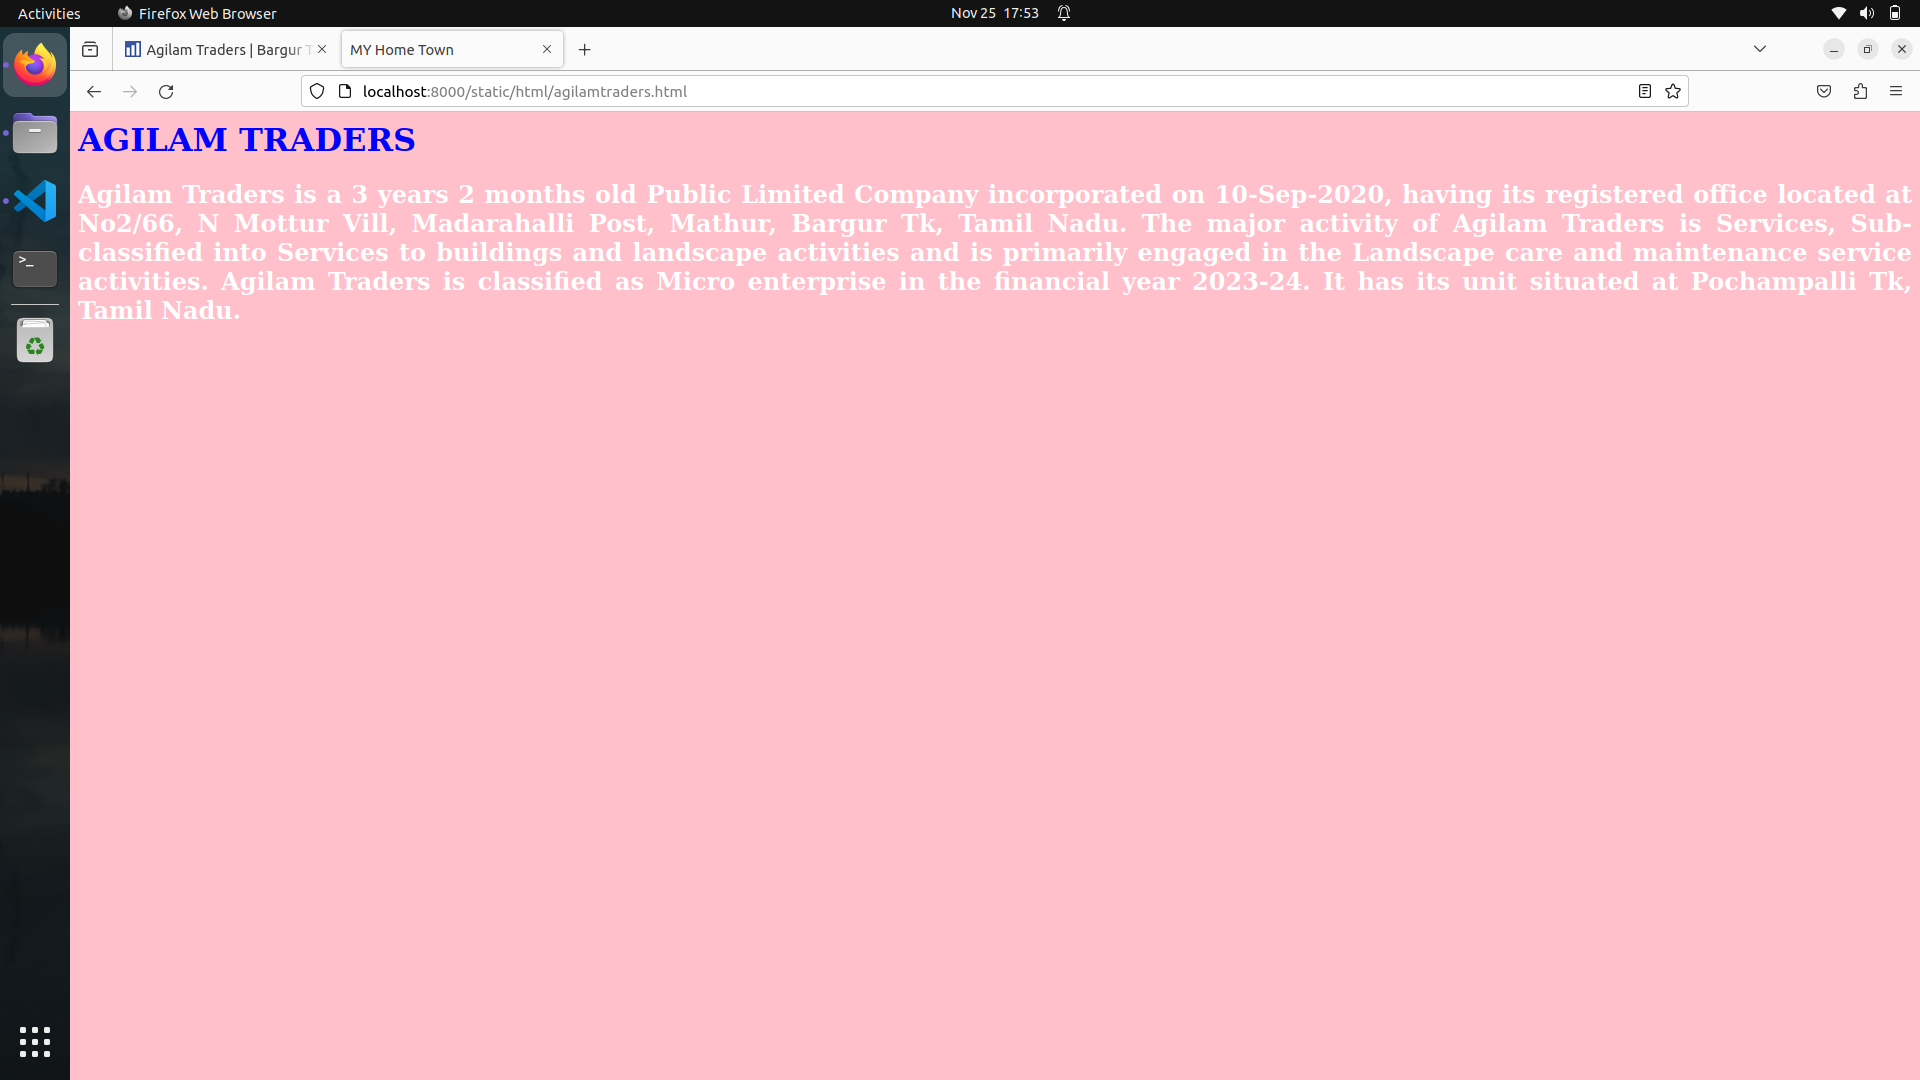 Activities Firefox Web Browser Nov 25 17:53
Agilam Traders | Bargur MY Home Town
localhost:8000/static/html/agilamtraders.html
AGILAM TRADERS
Agilam Traders is a 3 years 2 months old Public Limited Company incorporated on 10-Sep-2020, having its registered office located at
No2/66, N Mottur Vill, Madarahalli Post, Mathur, Bargur Tk, Tamil Nadu. The major activity of Agilam Traders is Services, Sub-
classified into Services to buildings and landscape activities and is primarily engaged in the Landscape care and maintenance service
activities. Agilam Traders is classified as Micro enterprise in the financial year 2023-24. It has its unit situated at Pochampalli Tk,
Tamil Nadu.